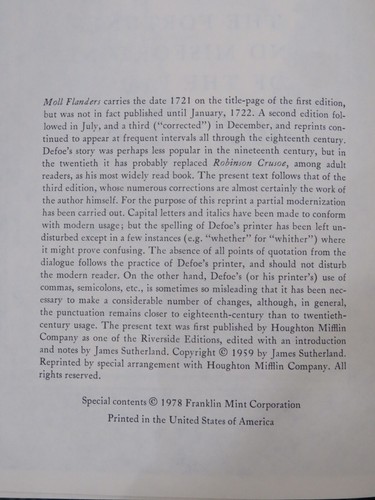 Moll Flanders carries the date 1721 on the title-page of the first edition,
but was not in fact published until January, 1722. A second edition fol-
lowed in July, and a third ("corrected") in December, and reprints con-
tinued to appear at frequent intervals all through the eighteenth century.
Defoe's story was perhaps less popular in the nineteenth century, but in
the twentieth it has probably replaced Robinson Crusoe, among adult
readers, as his most widely read book. The present text follows that of the
third edition, whose numerous corrections are almost certainly the work of
the author himself. For the purpose of this reprint a partial modernization
has been carried out. Capital letters and italics have been made to conform
with modern usage; but the spelling of Defoe's printer has been left un-
disturbed except in a few instances (e.g. "whether" for "whither") where
it might prove confusing. The absence of all points of quotation from the
dialogue follows the practice of Defoe's printer, and should not disturb
the modern reader. On the other hand, Defoe's (or his printer's) use of
commas, semicolons, etc., is sometimes so misleading that it has been neces-
sary to make a considerable number of changes, although, in general,
the punctuation remains closer to eighteenth-century than to twentieth-
century usage. The present text was first published by Houghton Mifflin
Company as one of the Riverside Editions, edited with an introduction
and notes by James Sutherland. Copyright © 1959 by James Sutherland.
Reprinted by special arrangement with Houghton Mifflin Company. All
rights reserved.
Special contents © 1978 Franklin Mint Corporation
Printed in the United States of America